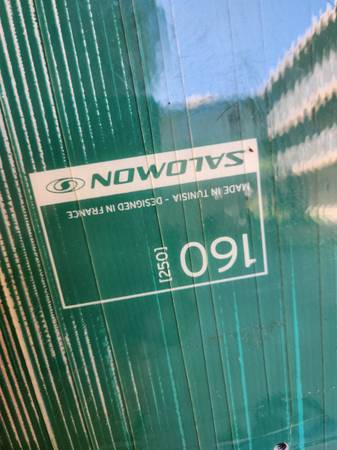 SALOMON
MADE IN TUNISIA - DESIGNED IN FRANCE
160 [250]